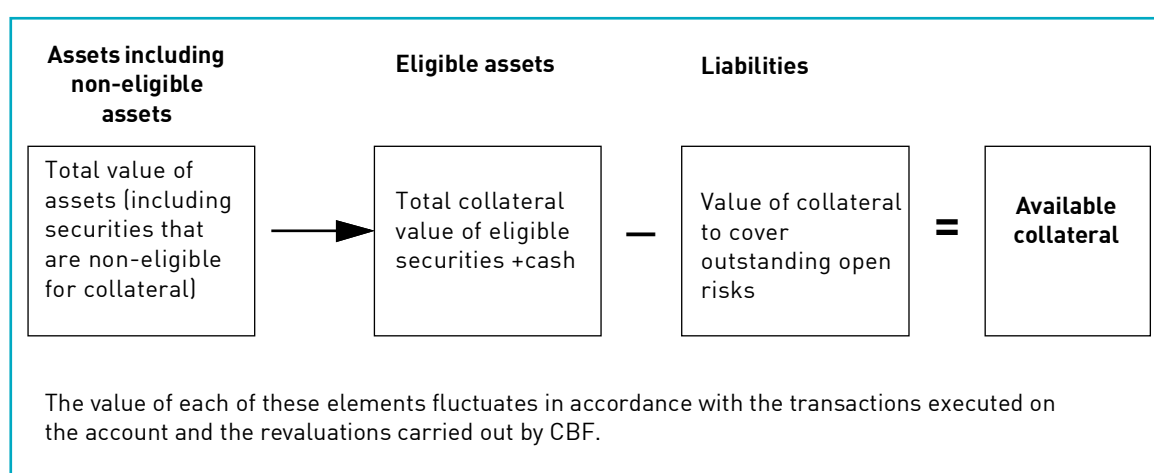 Assets including
non-eligible
assets
Eligible assets
Liabilities
Total value of
assets (including
securities that
are non-eligible
for collateral)
Total collateral
value of eligible
securities +cash
–
Value of collateral
to cover
outstanding open
risks
=
Available
collateral
The value of each of these elements fluctuates in accordance with the transactions executed on
the account and the revaluations carried out by CBF.